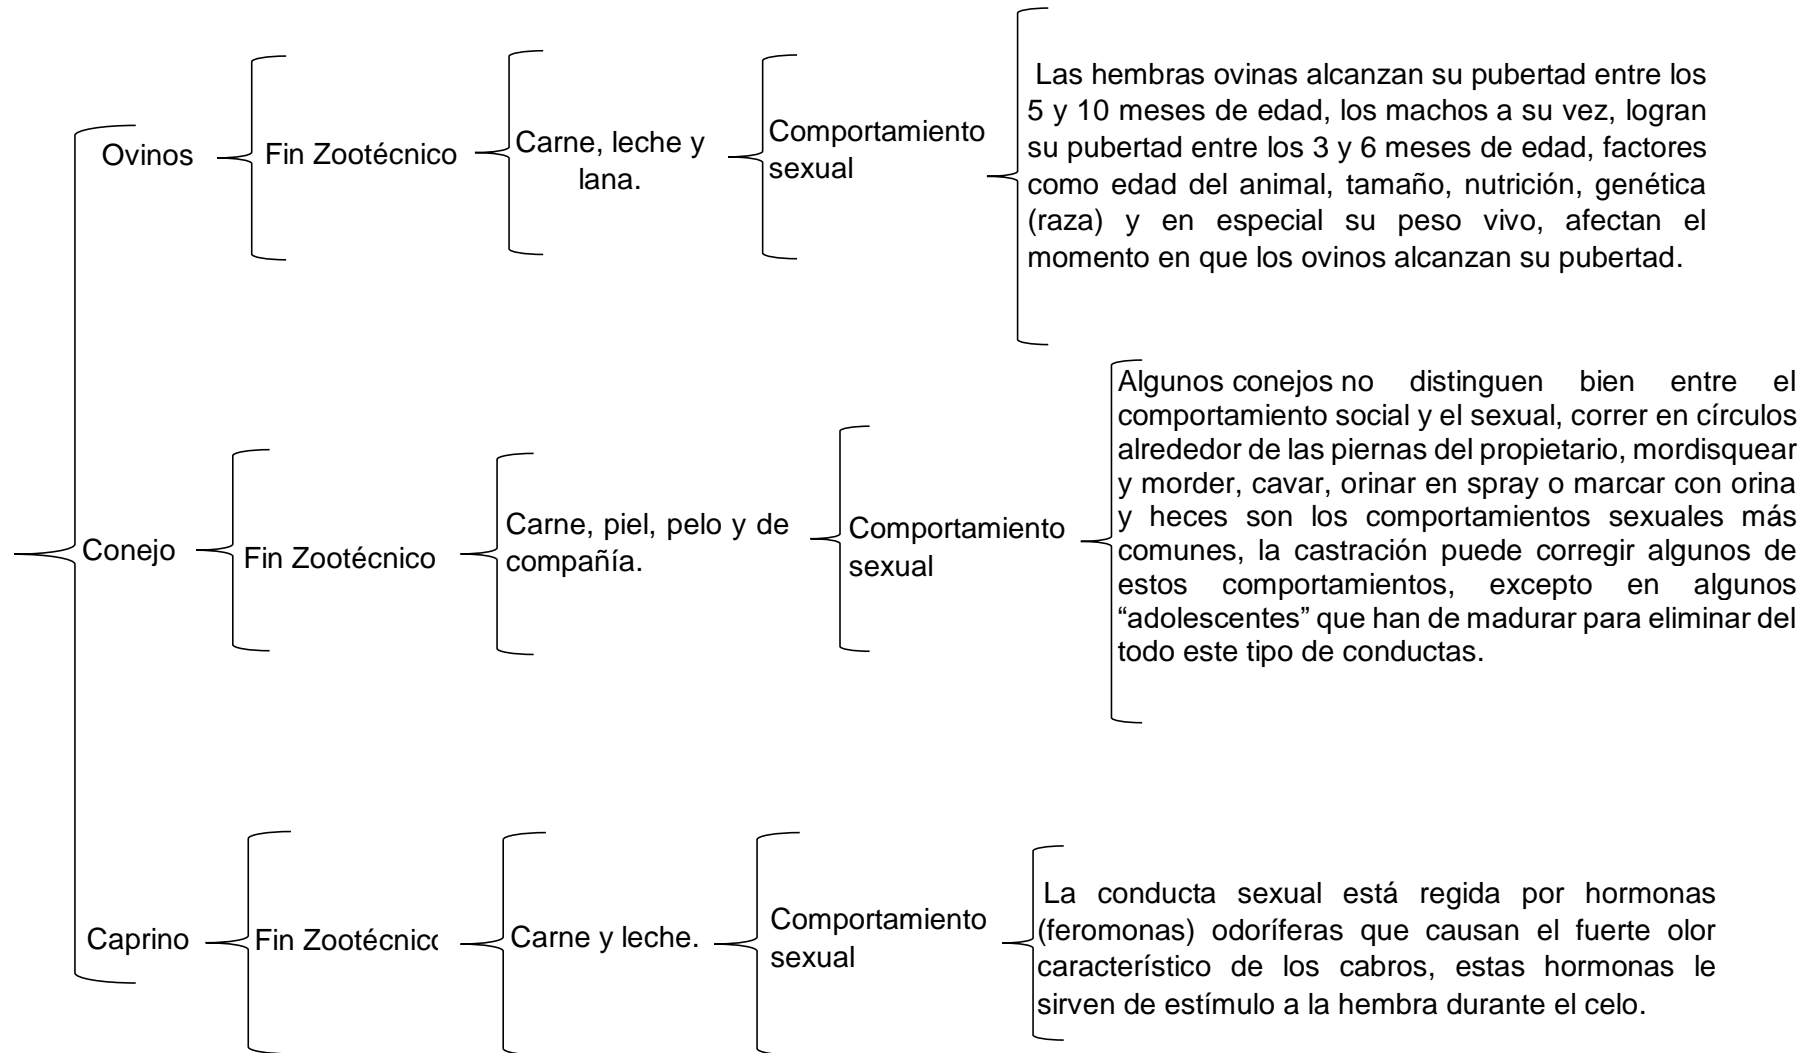 Ovinos
Fin Zootécnico
Carne, leche y
lana.
Comportamiento
sexual
Las hembras ovinas alcanzan su pubertad entre los
5 y 10 meses de edad, los machos a su vez, logran
su pubertad entre los 3 y 6 meses de edad, factores
como edad del animal, tamaño, nutrición, genética
(raza) y en especial su peso vivo, afectan el
momento en que los ovinos alcanzan su pubertad.
Conejo
Fin Zootécnico
Carne, piel, pelo y de
compañía.
Comportamiento
sexual
Algunos conejos no distinguen bien entre el
comportamiento social y el sexual, correr en círculos
alrededor de las piernas del propietario, mordisquear
y morder, cavar, orinar en spray o marcar con orina
y heces son los comportamientos sexuales más
comunes, la castración puede corregir algunos de
estos comportamientos, excepto en algunos
“adolescentes” que han de madurar para eliminar del
todo este tipo de conductas.
Caprino
Fin Zootécnico
Carne y leche.
Comportamiento
sexual
La conducta sexual está regida por hormonas
(feromonas) odoríferas que causan el fuerte olor
característico de los cabros, estas hormonas le
sirven de estímulo a la hembra durante el celo.